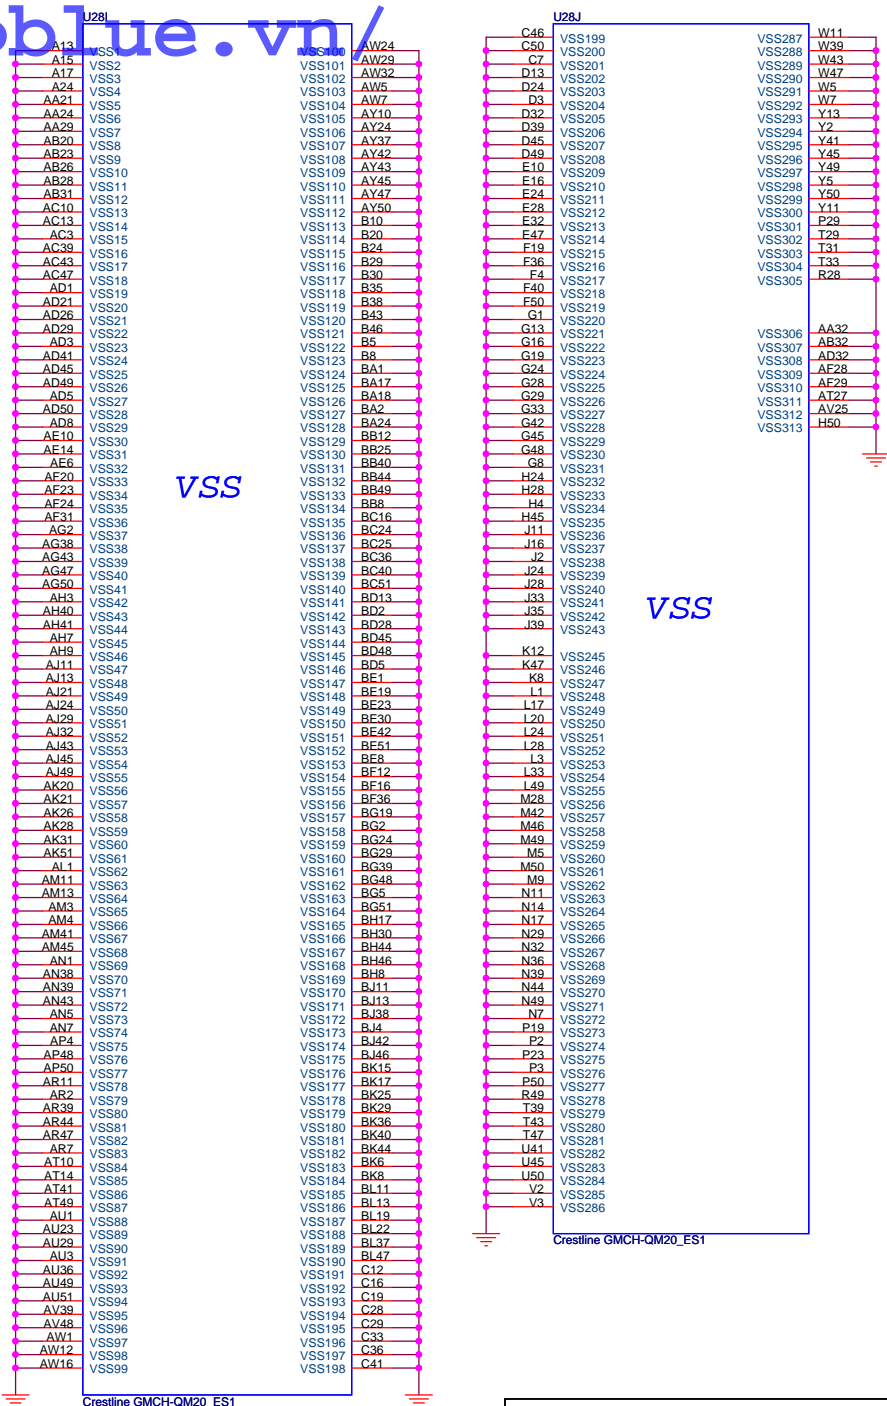 oblue.vn/
U28I
A13 VSS1
A15 VSS2
A17 VSS3
A24 VSS4
AA21 VSS5
AA24 VSS6
AA29 VSS7
AB20 VSS8
AB23 VSS9
AB26 VSS10
AB28 VSS11
AB31 VSS12
AC10 VSS13
AC13 VSS14
AC3 VSS15
AC39 VSS16
AC43 VSS17
AC47 VSS18
AD1 VSS19
AD21 VSS20
AD26 VSS21
AD29 VSS22
AD3 VSS23
AD41 VSS24
AD45 VSS25
AD49 VSS26
AD5 VSS27
AD50 VSS28
AD8 VSS29
AE10 VSS30
AE14 VSS31
AE6 VSS32
AF20 VSS33
AF23 VSS34
AF24 VSS35
AF31 VSS36
AG2 VSS37
AG38 VSS38
AG43 VSS39
AG47 VSS40
AG50 VSS41
AH3 VSS42
AH40 VSS43
AH41 VSS44
AH7 VSS45
AH9 VSS46
AJ11 VSS47
AJ13 VSS48
AJ21 VSS49
AJ24 VSS50
AJ29 VSS51
AJ32 VSS52
AJ43 VSS53
AJ45 VSS54
AJ49 VSS55
AK20 VSS56
AK21 VSS57
AK26 VSS58
AK28 VSS59
AK31 VSS60
AK51 VSS61
AL1 VSS62
AM11 VSS63
AM13 VSS64
AM3 VSS65
AM4 VSS66
AM41 VSS67
AM45 VSS68
AN1 VSS69
AN38 VSS70
AN39 VSS71
AN43 VSS72
AN5 VSS73
AN7 VSS74
AP4 VSS75
AP48 VSS76
AP50 VSS77
AR11 VSS78
AR2 VSS79
AR39 VSS80
AR44 VSS81
AR47 VSS82
AR7 VSS83
AT10 VSS84
AT14 VSS85
AT41 VSS86
AT49 VSS87
AU1 VSS88
AU23 VSS89
AU29 VSS90
AU3 VSS91
AU36 VSS92
AU49 VSS93
AU51 VSS94
AV39 VSS95
AV48 VSS96
AW1 VSS97
AW12 VSS98
AW16 VSS99
VSS
VSS100 AW24
VSS101 AW29
VSS102 AW32
VSS103 AW5
VSS104 AW7
VSS105 AY10
VSS106 AY24
VSS107 AY37
VSS108 AY42
VSS109 AY43
VSS110 AY45
VSS111 AY47
VSS112 AY50
VSS113 B10
VSS114 B20
VSS115 B24
VSS116 B29
VSS117 B30
VSS118 B35
VSS119 B38
VSS120 B43
VSS121 B46
VSS122 B5
VSS123 B8
VSS124 BA1
VSS125 BA17
VSS126 BA18
VSS127 BA2
VSS128 BA24
VSS129 BB12
VSS130 BB25
VSS131 BB40
VSS132 BB44
VSS133 BB49
VSS134 BB8
VSS135 BC16
VSS136 BC24
VSS137 BC25
VSS138 BC36
VSS139 BC40
VSS140 BC51
VSS141 BD13
VSS142 BD2
VSS143 BD28
VSS144 BD45
VSS145 BD48
VSS146 BD5
VSS147 BE1
VSS148 BE19
VSS149 BE23
VSS150 BE30
VSS151 BE42
VSS152 BE51
VSS153 BE8
VSS154 BF12
VSS155 BF16
VSS156 BF36
VSS157 BG19
VSS158 BG2
VSS159 BG24
VSS160 BG29
VSS161 BG39
VSS162 BG48
VSS163 BG5
VSS164 BG51
VSS165 BH17
VSS166 BH30
VSS167 BH44
VSS168 BH46
VSS169 BH8
VSS170 BJ11
VSS171 BJ13
VSS172 BJ38
VSS173 BJ4
VSS174 BJ42
VSS175 BJ46
VSS176 BK15
VSS177 BK17
VSS178 BK25
VSS179 BK29
VSS180 BK36
VSS181 BK40
VSS182 BK44
VSS183 BK6
VSS184 BK8
VSS185 BL11
VSS186 BL13
VSS187 BL19
VSS188 BL22
VSS189 BL37
VSS190 BL47
VSS191 C12
VSS192 C16
VSS193 C19
VSS194 C28
VSS195 C29
VSS196 C33
VSS197 C36
VSS198 C41
Crestline GMCH-QM20_ES1
U28J
C46 VSS199
C50 VSS200
C7 VSS201
D13 VSS202
D24 VSS203
D3 VSS204
D32 VSS205
D39 VSS206
D45 VSS207
D49 VSS208
E10 VSS209
E16 VSS210
E24 VSS211
E28 VSS212
E32 VSS213
E47 VSS214
F19 VSS215
F36 VSS216
F4 VSS217
F40 VSS218
F50 VSS219
G1 VSS220
G13 VSS221
G16 VSS222
G19 VSS223
G24 VSS224
G28 VSS225
G29 VSS226
G33 VSS227
G42 VSS228
G45 VSS229
G48 VSS230
G8 VSS231
H24 VSS232
H28 VSS233
H4 VSS234
H45 VSS235
J11 VSS236
J16 VSS237
J2 VSS238
J24 VSS239
J28 VSS240
J33 VSS241
J35 VSS242
J39 VSS243
K12 VSS245
K47 VSS246
K8 VSS247
L1 VSS248
L17 VSS249
L20 VSS250
L24 VSS251
L28 VSS252
L3 VSS253
L33 VSS254
L49 VSS255
M28 VSS256
M42 VSS257
M46 VSS258
M49 VSS259
M5 VSS260
M50 VSS261
M9 VSS262
N11 VSS263
N14 VSS264
N17 VSS265
N29 VSS266
N32 VSS267
N36 VSS268
N39 VSS269
N44 VSS270
N49 VSS271
N7 VSS272
P19 VSS273
P2 VSS274
P23 VSS275
P3 VSS276
P50 VSS277
R49 VSS278
T39 VSS279
T43 VSS280
T47 VSS281
U41 VSS282
U45 VSS283
U50 VSS284
V2 VSS285
V3 VSS286
VSS
VSS287 W11
VSS288 W39
VSS289 W43
VSS290 W47
VSS291 W5
VSS292 W7
VSS293 Y13
VSS294 Y2
VSS295 Y41
VSS296 Y45
VSS297 Y49
VSS298 Y5
VSS299 Y50
VSS300 Y11
VSS301 P29
VSS302 T29
VSS303 T31
VSS304 T33
VSS305 R28
VSS306 AA32
VSS307 AB32
VSS308 AD32
VSS309 AF28
VSS310 AF29
VSS311 AT27
VSS312 AV25
VSS313 H50
Crestline GMCH-QM20_ES1